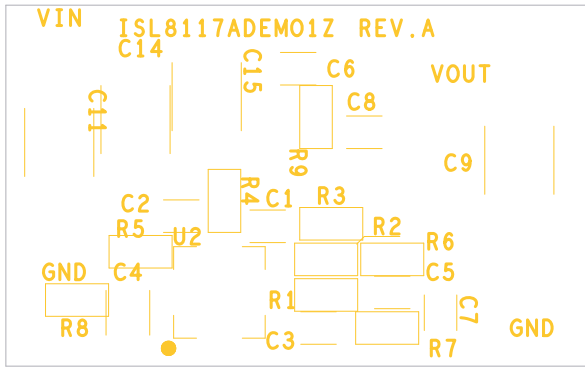 VIN
ISL8117ADEMO1Z REV.A
C14
C15
C6
VOUT
C11
C8
R9
C9
R4
C2
C1
R3
R5
U2
R2
R6
GND
C4
C5
R1
C7
R8
C3
R7
GND